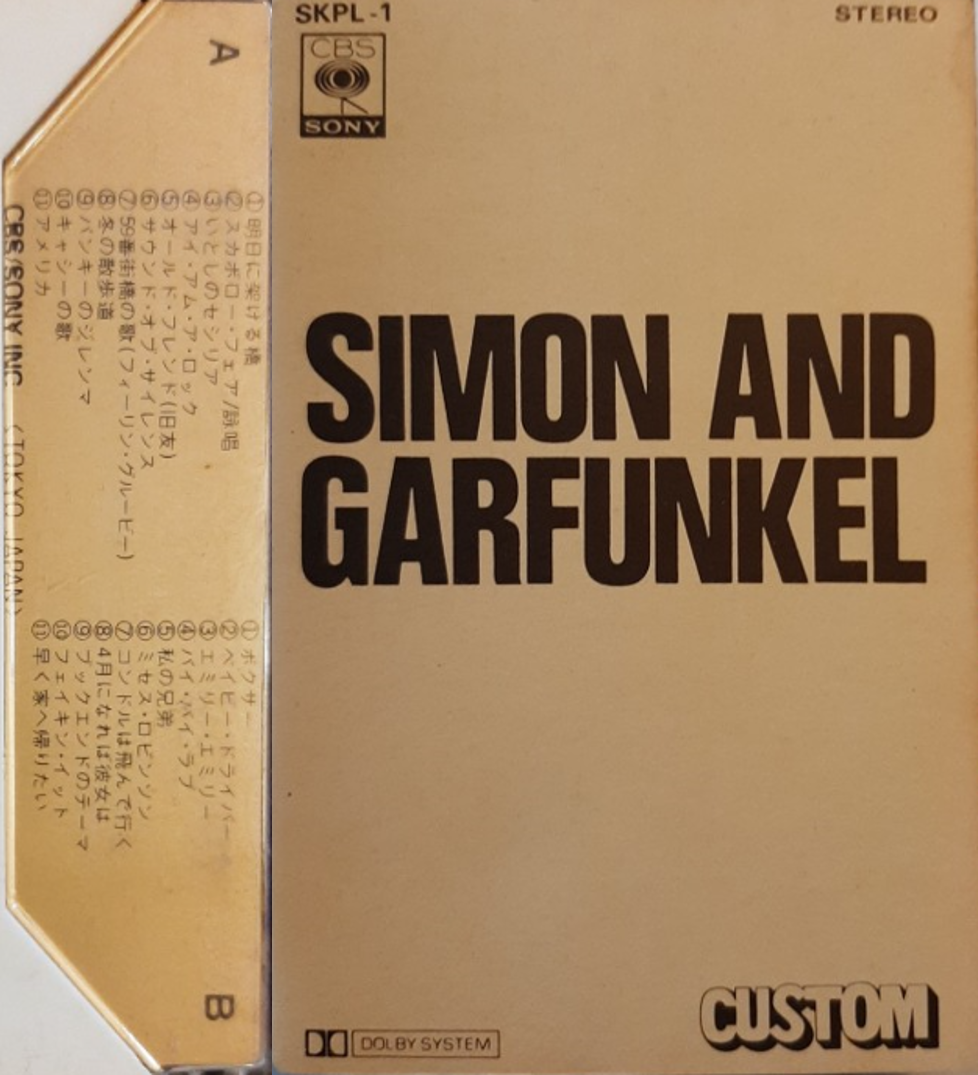 A
①明日に架ける橋
②スカボロー・フェア/詠唱
③いとしのセシリア
④アイ・アム・ア・ロック
⑤オールド・フレンド(旧友)
⑥サウンド・オブ・サイレンス
⑦59番街橋の歌(フィーリン・グルービー)
⑧冬の散歩道
⑨パンキーのジレンマ
⑩キャシーの歌
⑪アメリカ
B
①ボクサー
②ベイビー・ドライバー
③エミリー・エミリー
④バイ・バイ・ラブ
⑤私の兄弟
⑥ミセス・ロビンソン
⑦コンドルは飛んで行く
⑧4月になれば彼女は
⑨ブックエンドのテーマ
⑩フェイキン・イット
⑪早く家へ帰りたい
CBS/SONY INC. (TOKYO JAPAN)
SKPL-1
STEREO
CBS
SONY
SIMON AND
GARFUNKEL
DOLBY SYSTEM
CUSTOM